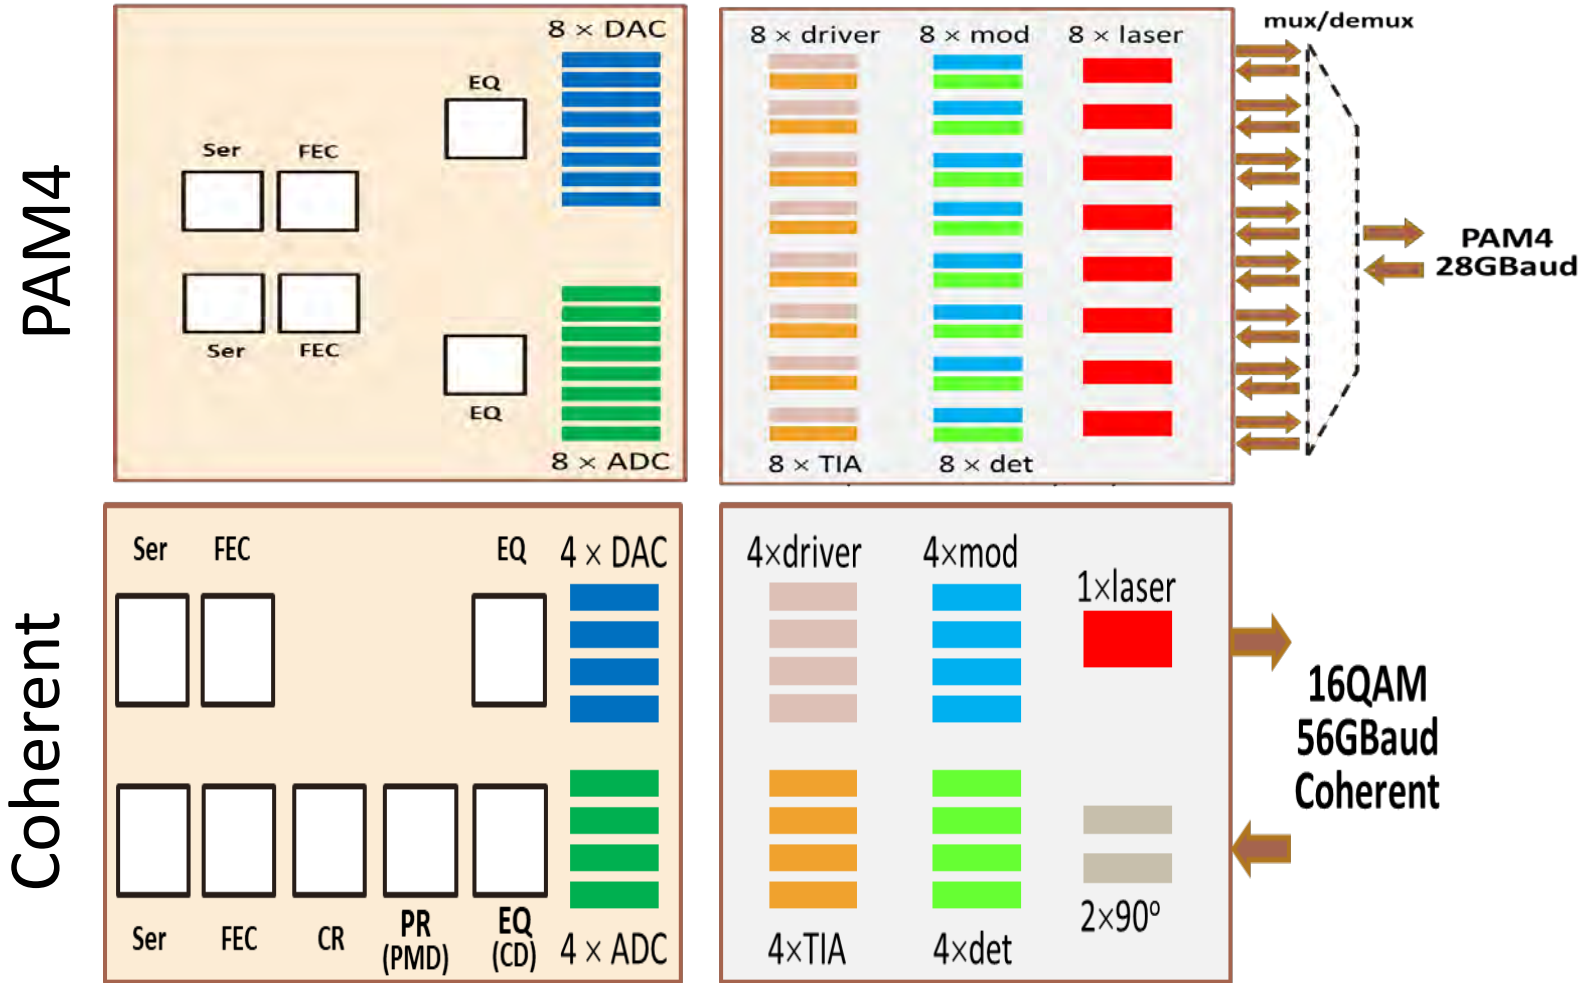 PAM4
8 × DAC
EQ
Ser
FEC
Ser
FEC
EQ
8 × ADC
8 × driver
8 × mod
8 × laser
8 × TIA
8 × det
mux/demux
PAM4
28GBaud
Coherent
Ser
FEC
EQ
4 × DAC
Ser
FEC
CR
PR
(PMD)
EQ
(CD)
4 × ADC
4×driver
4×mod
1×laser
2×90º
4×TIA
4×det
16QAM
56GBaud
Coherent